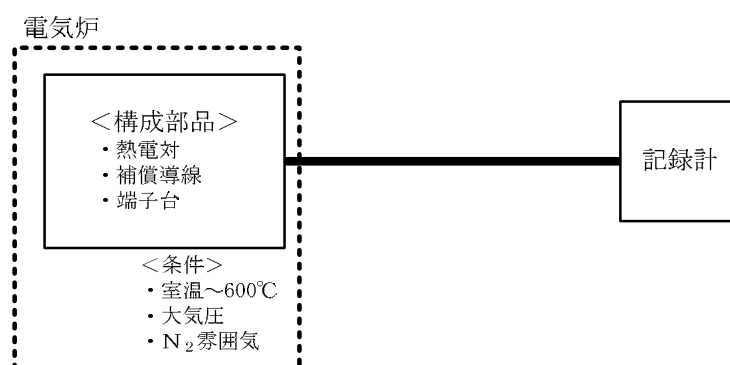 電気炉
＜構成部品＞
・熱電対
・補償導線
・端子台
記録計
＜条件＞
・室温～600℃
・大気圧
・N₂雰囲気